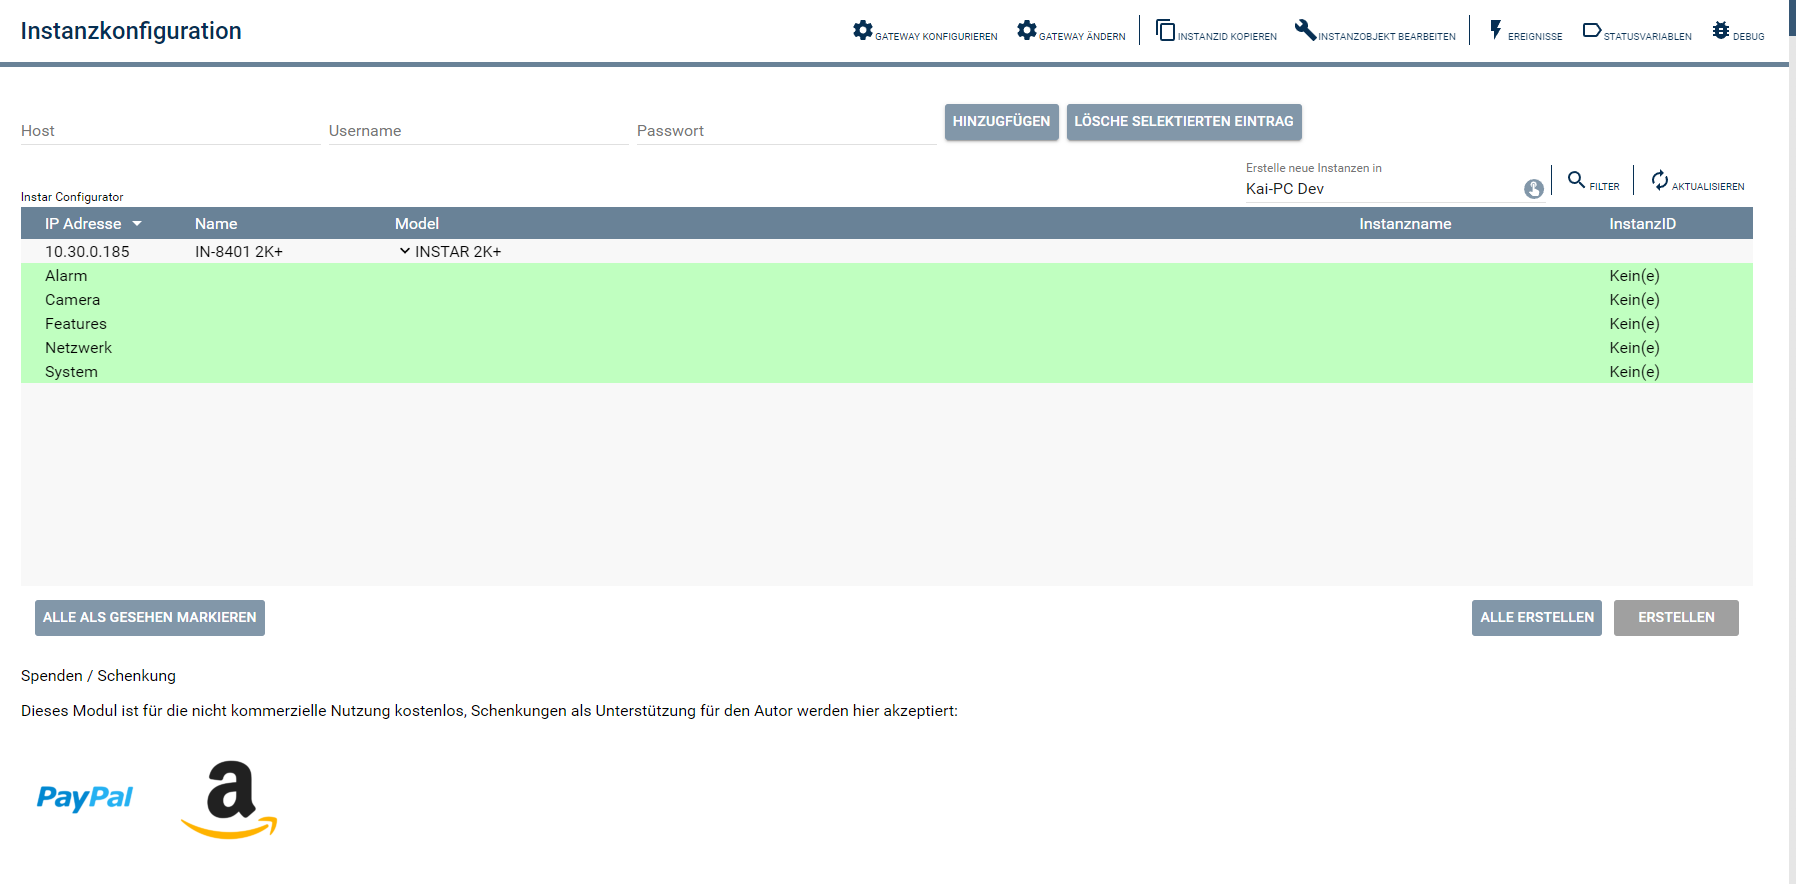 Instanzkonfiguration
GATEWAY KONFIGURIEREN GATEWAY ÄNDERN INSTANZID KOPIEREN INSTANZOBJEKT BEARBEITEN EREIGNISSE STATUSVARIABLEN DEBUG
Host Username Passwort HINZUGFÜGEN LÖSCHE SELEKTIERTEN EINTRAG
Erstelle neue Instanzen in
Kai-PC Dev FILTER AKTUALISIEREN
Instar Configurator
IP Adresse Name Model Instanzname InstanzID
10.30.0.185 IN-8401 2K+ INSTAR 2K+
Alarm Kein(e)
Camera Kein(e)
Features Kein(e)
Netzwerk Kein(e)
System Kein(e)
ALLE ALS GESEHEN MARKIEREN ALLE ERSTELLEN ERSTELLEN
Spenden / Schenkung
Dieses Modul ist für die nicht kommerzielle Nutzung kostenlos, Schenkungen als Unterstützung für den Autor werden hier akzeptiert:
PayPal a